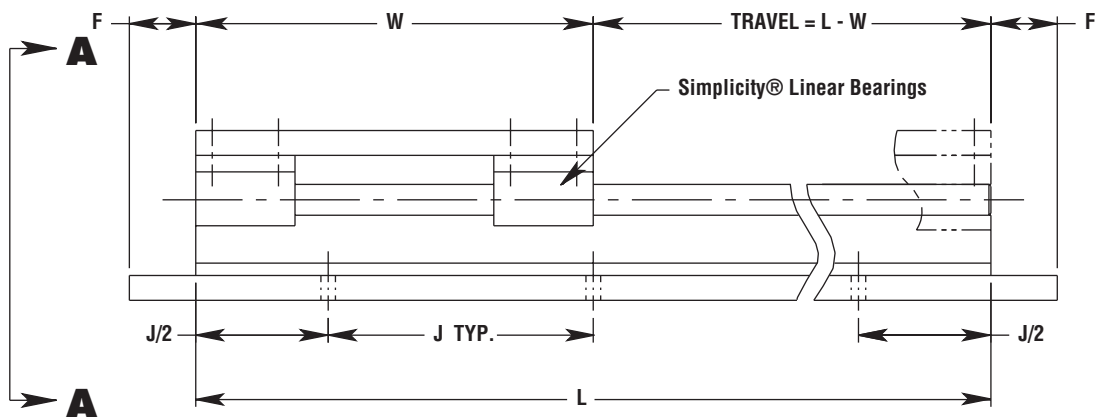 F W TRAVEL = L - W F
A
Simplicity® Linear Bearings
J/2 J TYP. J/2
A L